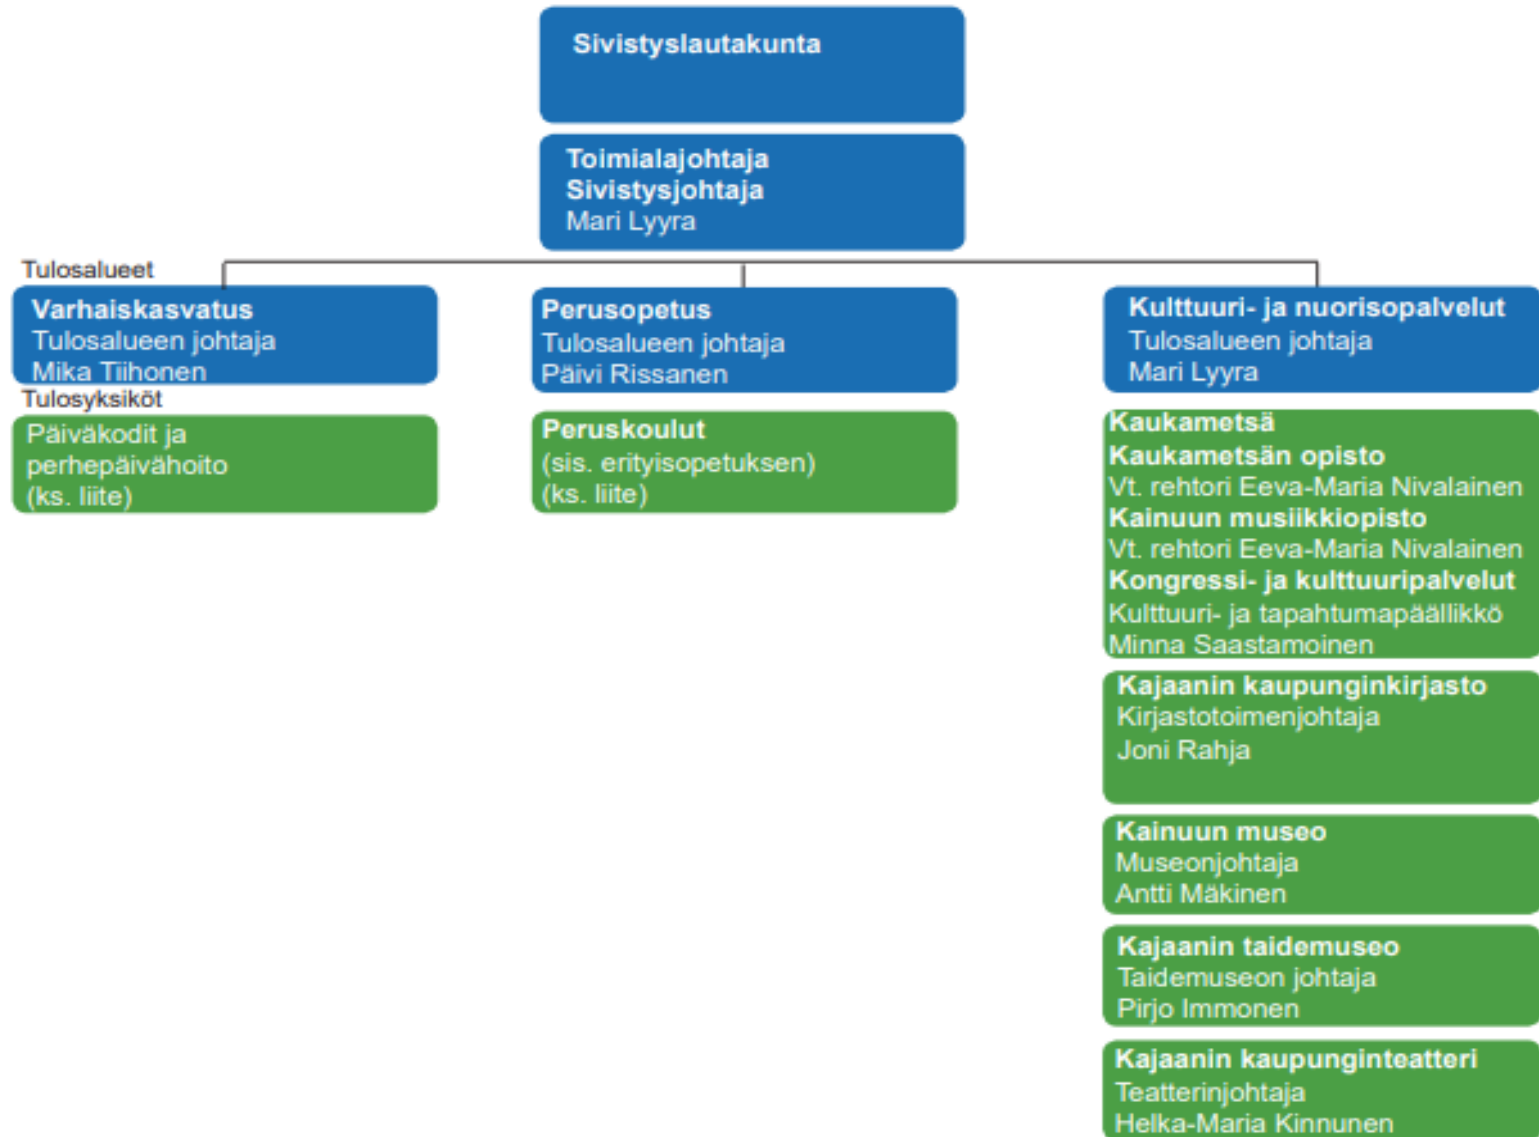 Sivistyslautakunta
Toimialajohtaja
Sivistysjohtaja
Mari Lyyra
Tulosalueet
Varhaiskasvatus
Tulosalueen johtaja
Mika Tiihonen
Tulosyksiköt
Päiväkodit ja
perhepäivähoito
(ks. liite)
Perusopetus
Tulosalueen johtaja
Päivi Rissanen
Peruskoulut
(sis. erityisopetuksen)
(ks. liite)
Kulttuuri- ja nuorisopalvelut
Tulosalueen johtaja
Mari Lyyra
Kaukametsä
Kaukametsän opisto
Vt. rehtori Eeva-Maria Nivalainen
Kainuun musiikkiopisto
Vt. rehtori Eeva-Maria Nivalainen
Kongressi- ja kulttuuripalvelut
Kulttuuri- ja tapahtumapäällikkö
Minna Saastamoinen
Kajaanin kaupunginkirjasto
Kirjastotoimenjohtaja
Joni Rahja
Kainuun museo
Museonjohtaja
Antti Mäkinen
Kajaanin taidemuseo
Taidemuseon johtaja
Pirjo Immonen
Kajaanin kaupunginteatteri
Teatterinjohtaja
Helka-Maria Kinnunen